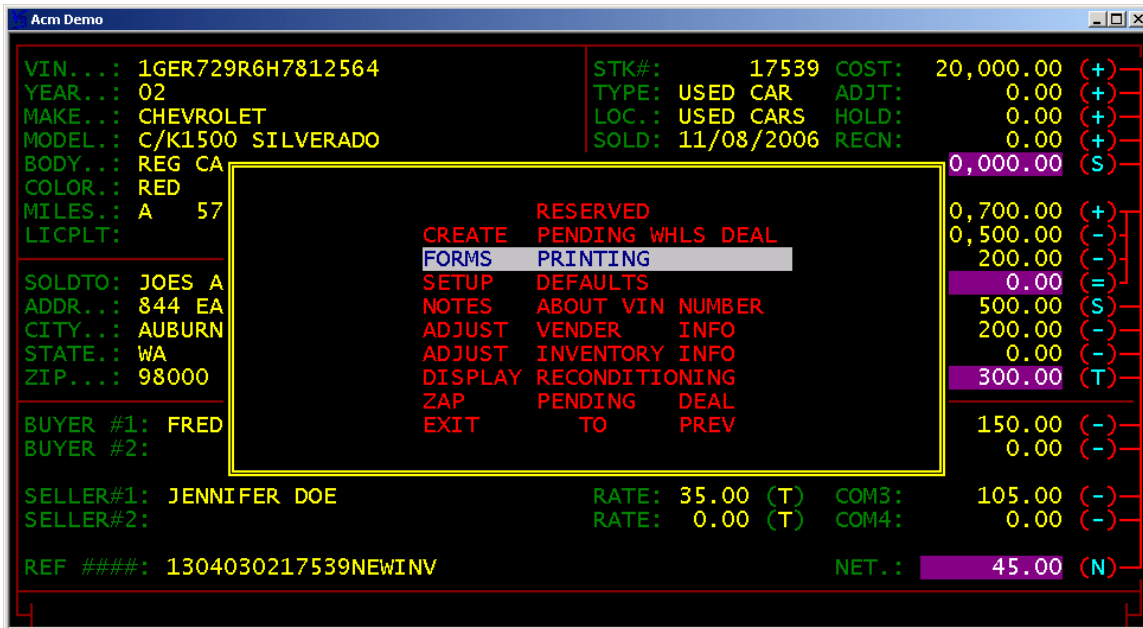 Acm Demo
VIN...: 1GER729R6H7812564 STK#: 17539 COST: 20,000.00 (+)
YEAR..: 02 TYPE: USED CAR ADJT: 0.00 (+)
MAKE..: CHEVROLET LOC.: USED CARS HOLD: 0.00 (+)
MODEL.: C/K1500 SILVERADO SOLD: 11/08/2006 RECN: 0.00 (+)
BODY..: REG CA 0,000.00 (S)
COLOR.: RED
MILES.: A 57 RESERVED 0,700.00 (+)
LICPLT: CREATE PENDING WHLS DEAL 0,500.00 (-)
FORMS PRINTING 200.00 (-)
SOLDTO: JOES A SETUP DEFAULTS 0.00 (=)
ADDR..: 844 EA NOTES ABOUT VIN NUMBER 500.00 (S)
CITY..: AUBURN ADJUST VENDER INFO 200.00 (-)
STATE.: WA ADJUST INVENTORY INFO 0.00 (-)
ZIP...: 98000 DISPLAY RECONDITIONING 300.00 (T)
ZAP PENDING DEAL
BUYER #1: FRED EXIT TO PREV 150.00 (-)
BUYER #2: 0.00 (-)
SELLER#1: JENNIFER DOE RATE: 35.00 (T) COM3: 105.00 (-)
SELLER#2: RATE: 0.00 (T) COM4: 0.00 (-)
REF ####: 1304030217539NEWINV NET.: 45.00 (N)